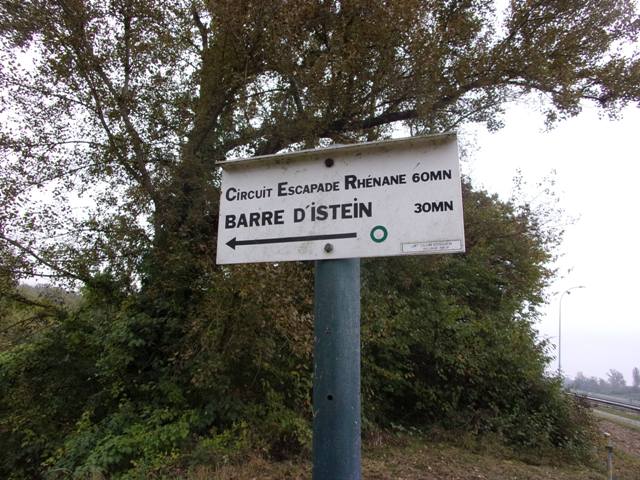 Circuit Escapade Rhénane 60MN
BARRE D'ISTEIN 30MN